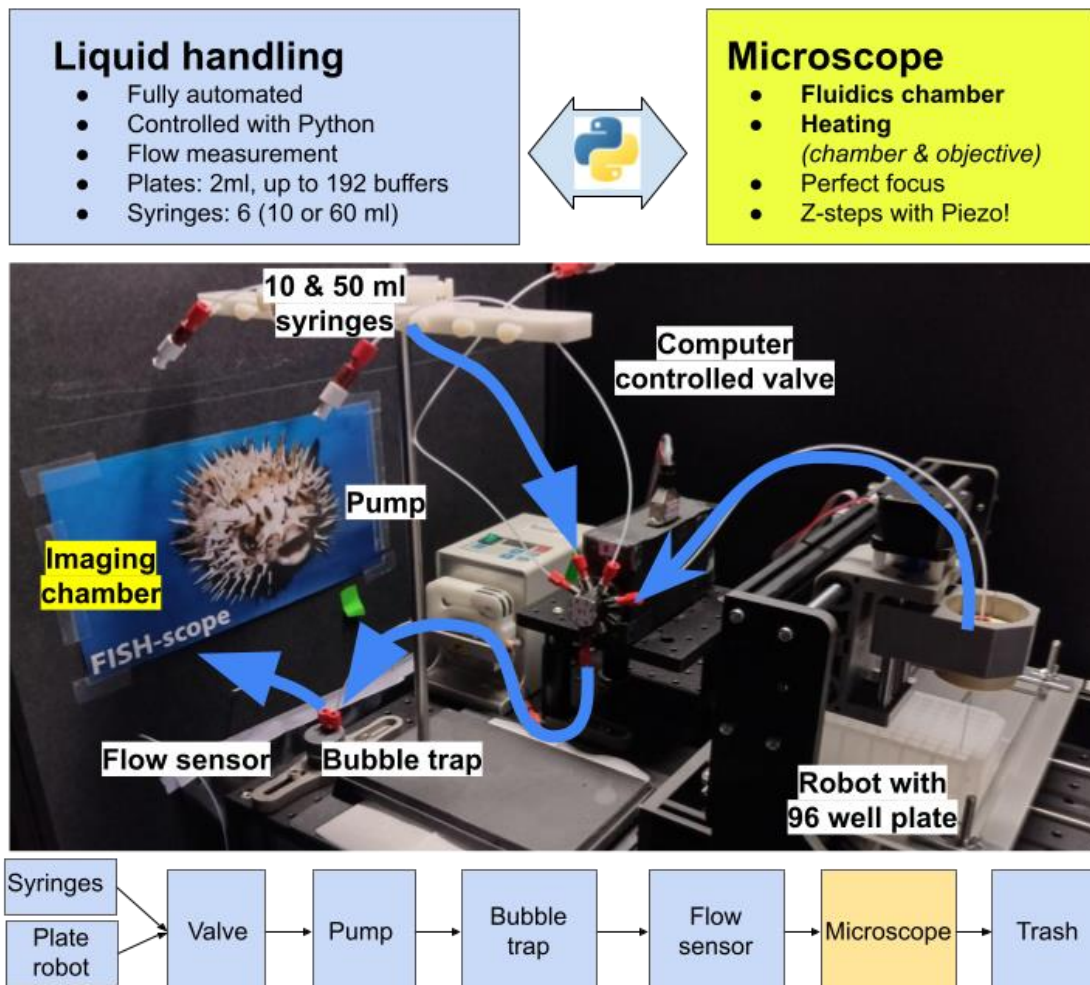 Liquid handling
● Fully automated
● Controlled with Python
● Flow measurement
● Plates: 2ml, up to 192 buffers
● Syringes: 6 (10 or 60 ml)
Microscope
● Fluidics chamber
● Heating
(chamber & objective)
● Perfect focus
● Z-steps with Piezo!
10 & 50 ml
syringes
Computer
controlled valve
Pump
Imaging
chamber
FISH-scope
Flow sensor
Bubble trap
Robot with
96 well plate
Syringes
Plate
robot
Valve
Pump
Bubble
trap
Flow
sensor
Microscope
Trash